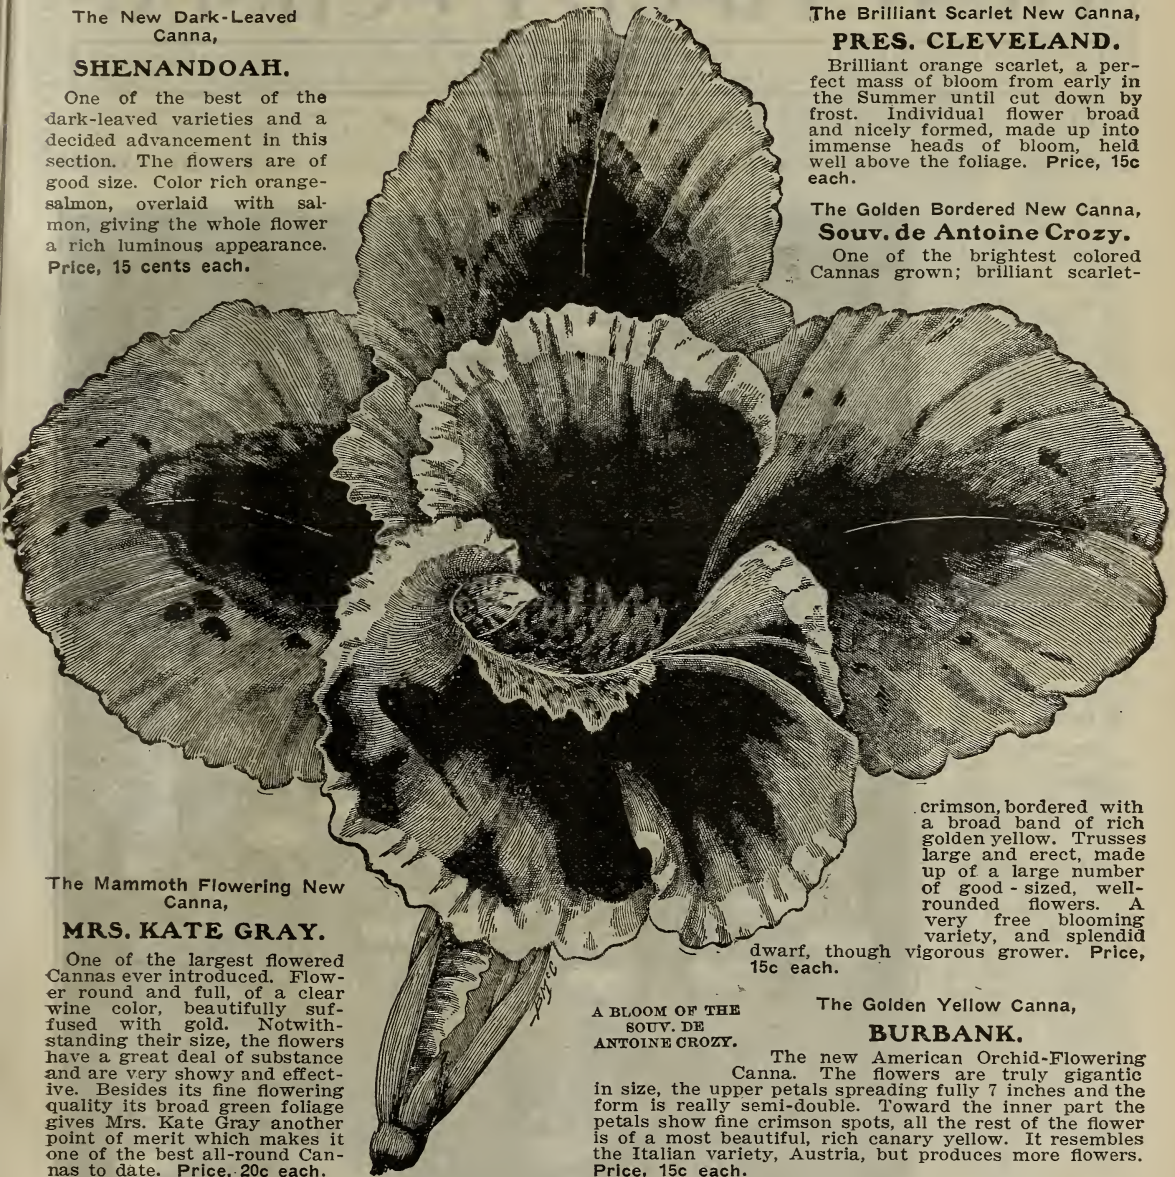 The New Dark-Leaved
Canna,
SHENANDOAH.
One of the best of the
dark-leaved varieties and a
decided advancement in this
section. The flowers are of
good size. Color rich orange-
salmon, overlaid with sal-
mon, giving the whole flower
a rich luminous appearance.
Price, 15 cents each.
The Mammoth Flowering New
Canna,
MRS. KATE GRAY.
One of the largest flowered
Cannas ever introduced. Flow-
er round and full, of a clear
wine color, beautifully suf-
fused with gold. Notwith-
standing their size, the flowers
have a great deal of substance
and are very showy and effect-
ive. Besides its fine flowering
quality its broad green foliage
gives Mrs. Kate Gray another
point of merit which makes it
one of the best all-round Can-
nas to date. Price, 20c each.
The Brilliant Scarlet New Canna,
PRES. CLEVELAND.
Brilliant orange scarlet, a per-
fect mass of bloom from early in
the Summer until cut down by
frost. Individual flower broad
and nicely formed, made up into
immense heads of bloom, held
well above the foliage. Price, 15c
each.
The Golden Bordered New Canna,
Souv. de Antoine Crozy.
One of the brightest colored
Cannas grown; brilliant scarlet-
crimson, bordered with
a broad band of rich
golden yellow. Trusses
large and erect, made
up of a large number
of good-sized, well-
rounded flowers. A
very free blooming
variety, and splendid
dwarf, though vigorous grower. Price,
15c each.
A BLOOM OF THE
SOUV. DE
ANTOINE CROZY.
The Golden Yellow Canna,
BURBANK.
The new American Orchid-Flowering
Canna. The flowers are truly gigantic
in size, the upper petals spreading fully 7 inches and the
form is really semi-double. Toward the inner part the
petals show fine crimson spots, all the rest of the flower
is of a most beautiful, rich canary yellow. It resembles
the Italian variety, Austria, but produces more flowers.
Price, 15c each.